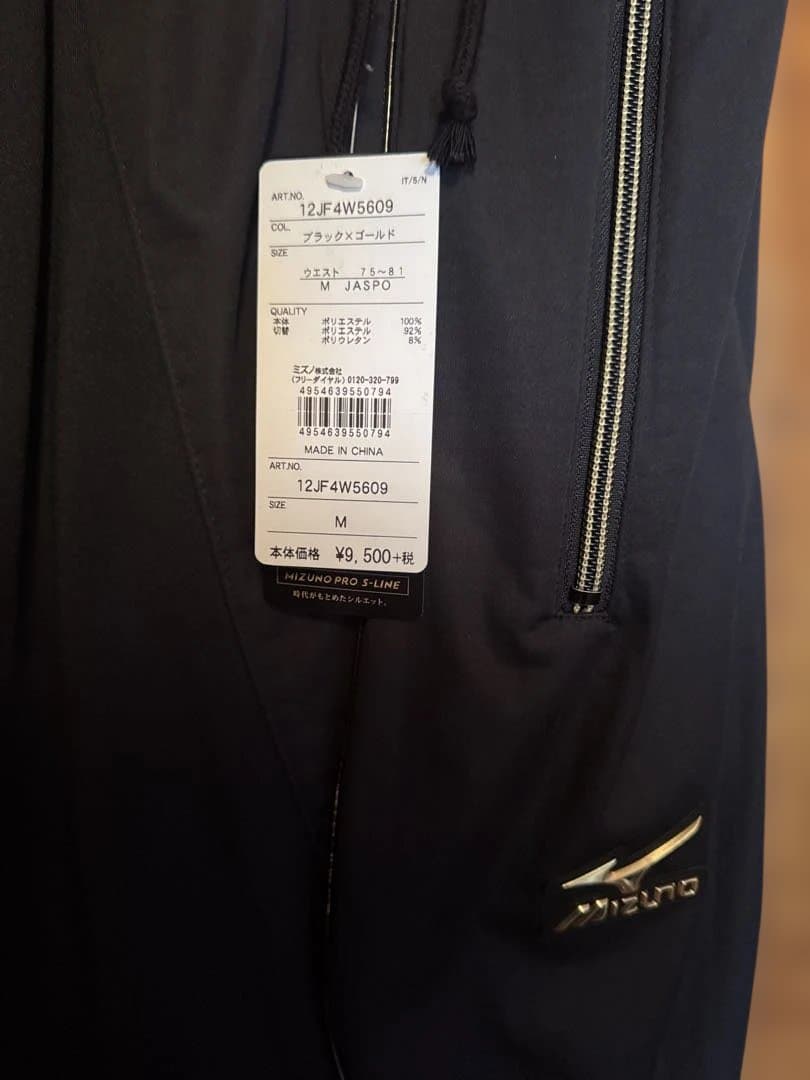 IT/S/N
ART.NO.
12JF4W5609
COL.
ブラック×ゴールド
SIZE
ウエスト 75~81
M JASPO
QUALITY
本体 ポリエステル 100%
切替 ポリエステル 92%
ポリウレタン 8%
ミズノ株式会社
(フリーダイヤル) 0120-320-799
4954639550794
4954639550794
MADE IN CHINA
ART.NO.
12JF4W5609
SIZE
M
本体価格 ¥9,500+税
MIZUNO PRO S-LINE
時代がもとめたシルエット。
MIZUNO